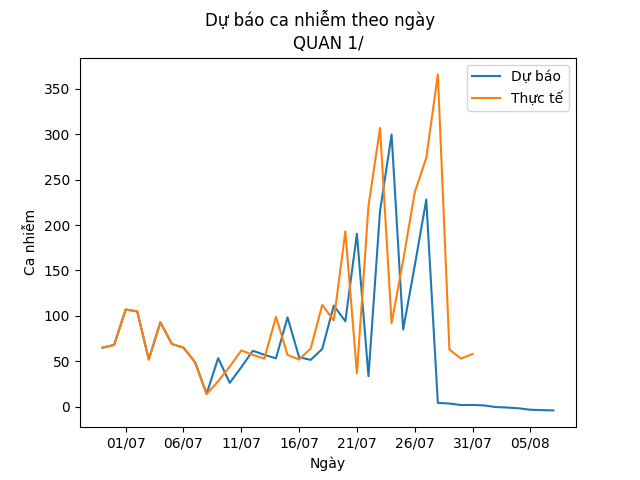 Dự báo ca nhiễm theo ngày
QUAN 1/
Dự báo
Thực tế
Ca nhiễm
350
300
250
200
150
100
50
0
01/07
06/07
11/07
16/07
21/07
26/07
31/07
05/08
Ngày